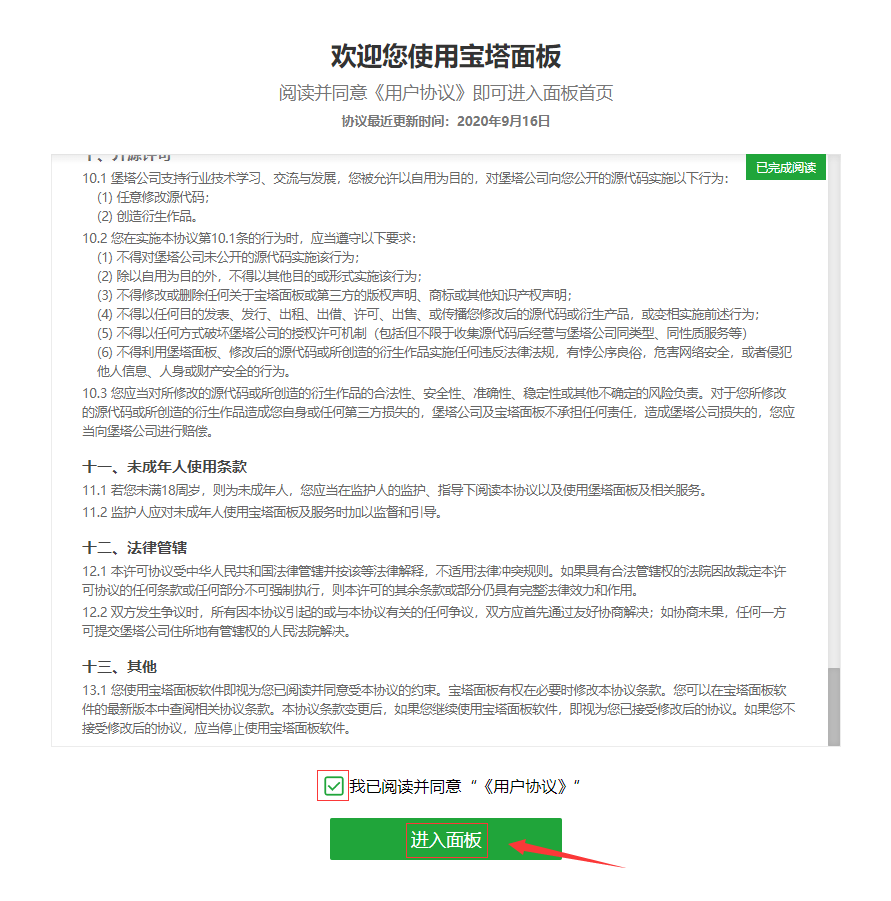 欢迎您使用宝塔面板
阅读并同意《用户协议》即可进入面板首页
协议最近更新时间：2020年9月16日
十、开源许可
已完成阅读
10.1 堡塔公司支持行业技术学习、交流与发展，您被允许以自用为目的，对堡塔公司向您公开的源代码实施以下行为：
(1) 任意修改源代码；
(2) 创造衍生作品。
10.2 您在实施本协议第10.1条的行为时，应当遵守以下要求：
(1) 不得对堡塔公司未公开的源代码实施该行为；
(2) 除以自用为目的外，不得以其他目的或形式实施该行为；
(3) 不得修改或删除任何关于宝塔面板或第三方的版权声明、商标或其他知识产权声明；
(4) 不得以任何目的发表、发行、出租、出借、许可、出售、或传播您修改后的源代码或衍生产品，或变相实施前述行为；
(5) 不得以任何方式破坏堡塔公司的授权许可机制（包括但不限于收集源代码后经营与堡塔公司同类型、同性质服务等）
(6) 不得利用堡塔面板、修改后的源代码或所创造的衍生作品实施任何违反法律法规，有悖公序良俗，危害网络安全，或者侵犯
他人信息、人身或财产安全的行为。
10.3 您应当对所修改的源代码或所创造的衍生作品的合法性、安全性、准确性、稳定性或其他不确定的风险负责。对于您所修改
的源代码或所创造的衍生作品造成您自身或任何第三方损失的，堡塔公司及宝塔面板不承担任何责任，造成堡塔公司损失的，您应
当向堡塔公司进行赔偿。
十一、未成年人使用条款
11.1 若您未满18周岁，则为未成年人，您应当在监护人的监护、指导下阅读本协议以及使用堡塔面板及相关服务。
11.2 监护人应对未成年人使用宝塔面板及服务时加以监督和引导。
十二、法律管辖
12.1 本许可协议受中华人民共和国法律管辖并按该等法律解释，不适用法律冲突规则。如果具有合法管辖权的法院因故裁定本许
可协议的任何条款或任何部分不可强制执行，则本许可的其余条款或部分仍具有完整法律效力和作用。
12.2 双方发生争议时，所有因本协议引起的或与本协议有关的任何争议，双方应首先通过友好协商解决；如协商未果，任何一方
可提交堡塔公司住所地有管辖权的人民法院解决。
十三、其他
13.1 您使用宝塔面板软件即视为您已阅读并同意受本协议的约束。宝塔面板有权在必要时修改本协议条款。您可以在宝塔面板软
件的最新版本中查阅相关协议条款。本协议条款变更后，如果您继续使用宝塔面板软件，即视为您已接受修改后的协议。如果您不
接受修改后的协议，应当停止使用宝塔面板软件。
我已阅读并同意“《用户协议》”
进入面板